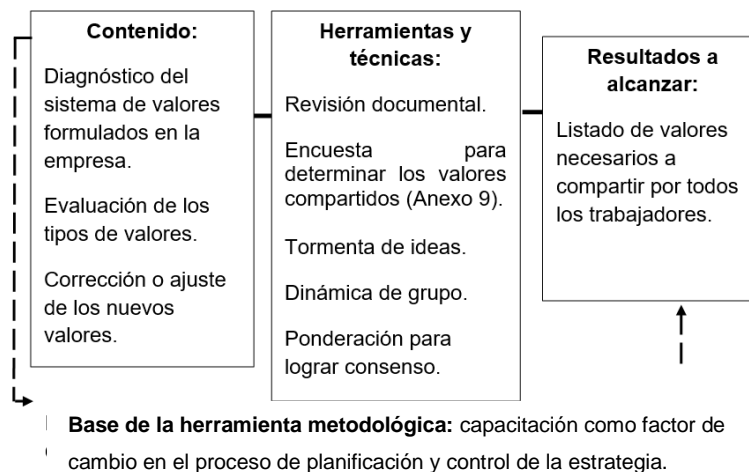 Contenido:
Diagnóstico del
sistema de valores
formulados en la
empresa.
Evaluación de los
tipos de valores.
Corrección o ajuste
de los nuevos
valores.
Herramientas y
técnicas:
Revisión documental.
Encuesta para
determinar los valores
compartidos (Anexo 9).
Tormenta de ideas.
Dinámica de grupo.
Ponderación para
lograr consenso.
Resultados a
alcanzar:
Listado de valores
necesarios a
compartir por todos
los trabajadores.
Base de la herramienta metodológica: capacitación como factor de
cambio en el proceso de planificación y control de la estrategia.